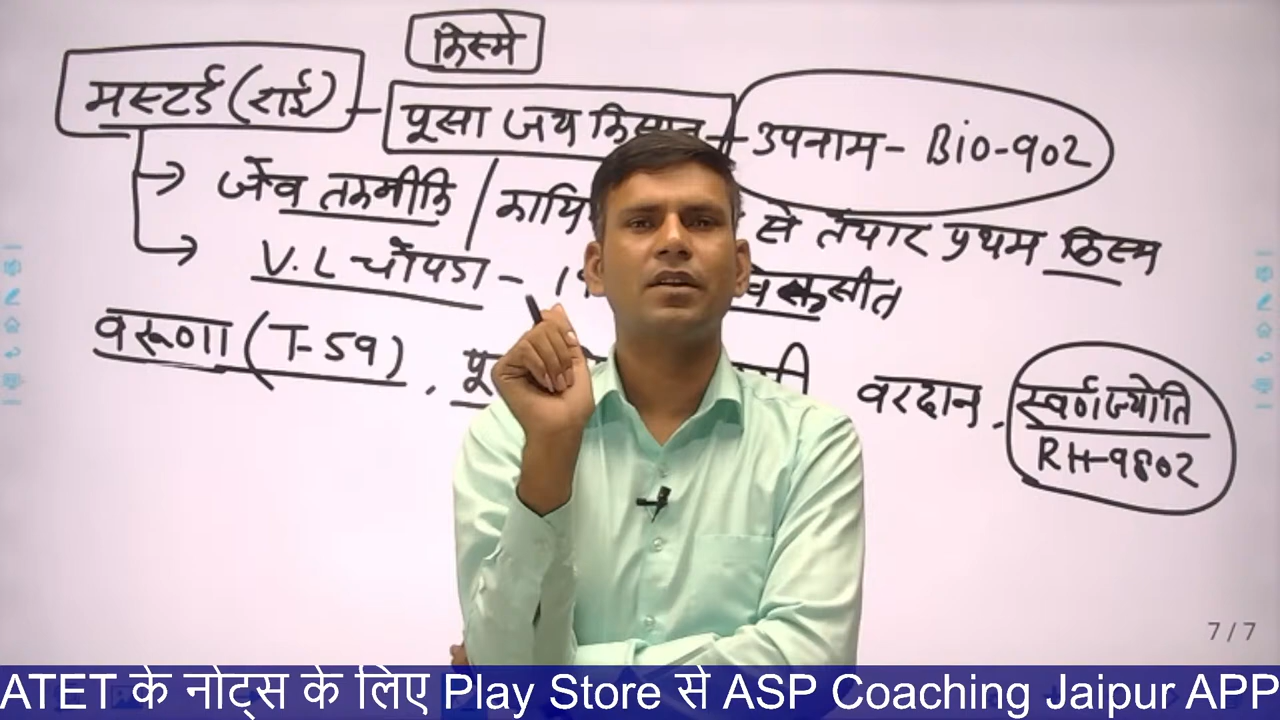 किस्मे
मस्टर्ड (राई) - पूसा जय किसान - उपनाम - Bio-902
जैव तकनीकि / से तैयार प्रथम किस्म
V.L चोपडा - विकसीत
वरूणा (T-59), वरदान, स्वर्णज्योति
RH-9802
7 / 7
ATET के नोट्स के लिए Play Store से ASP Coaching Jaipur APP